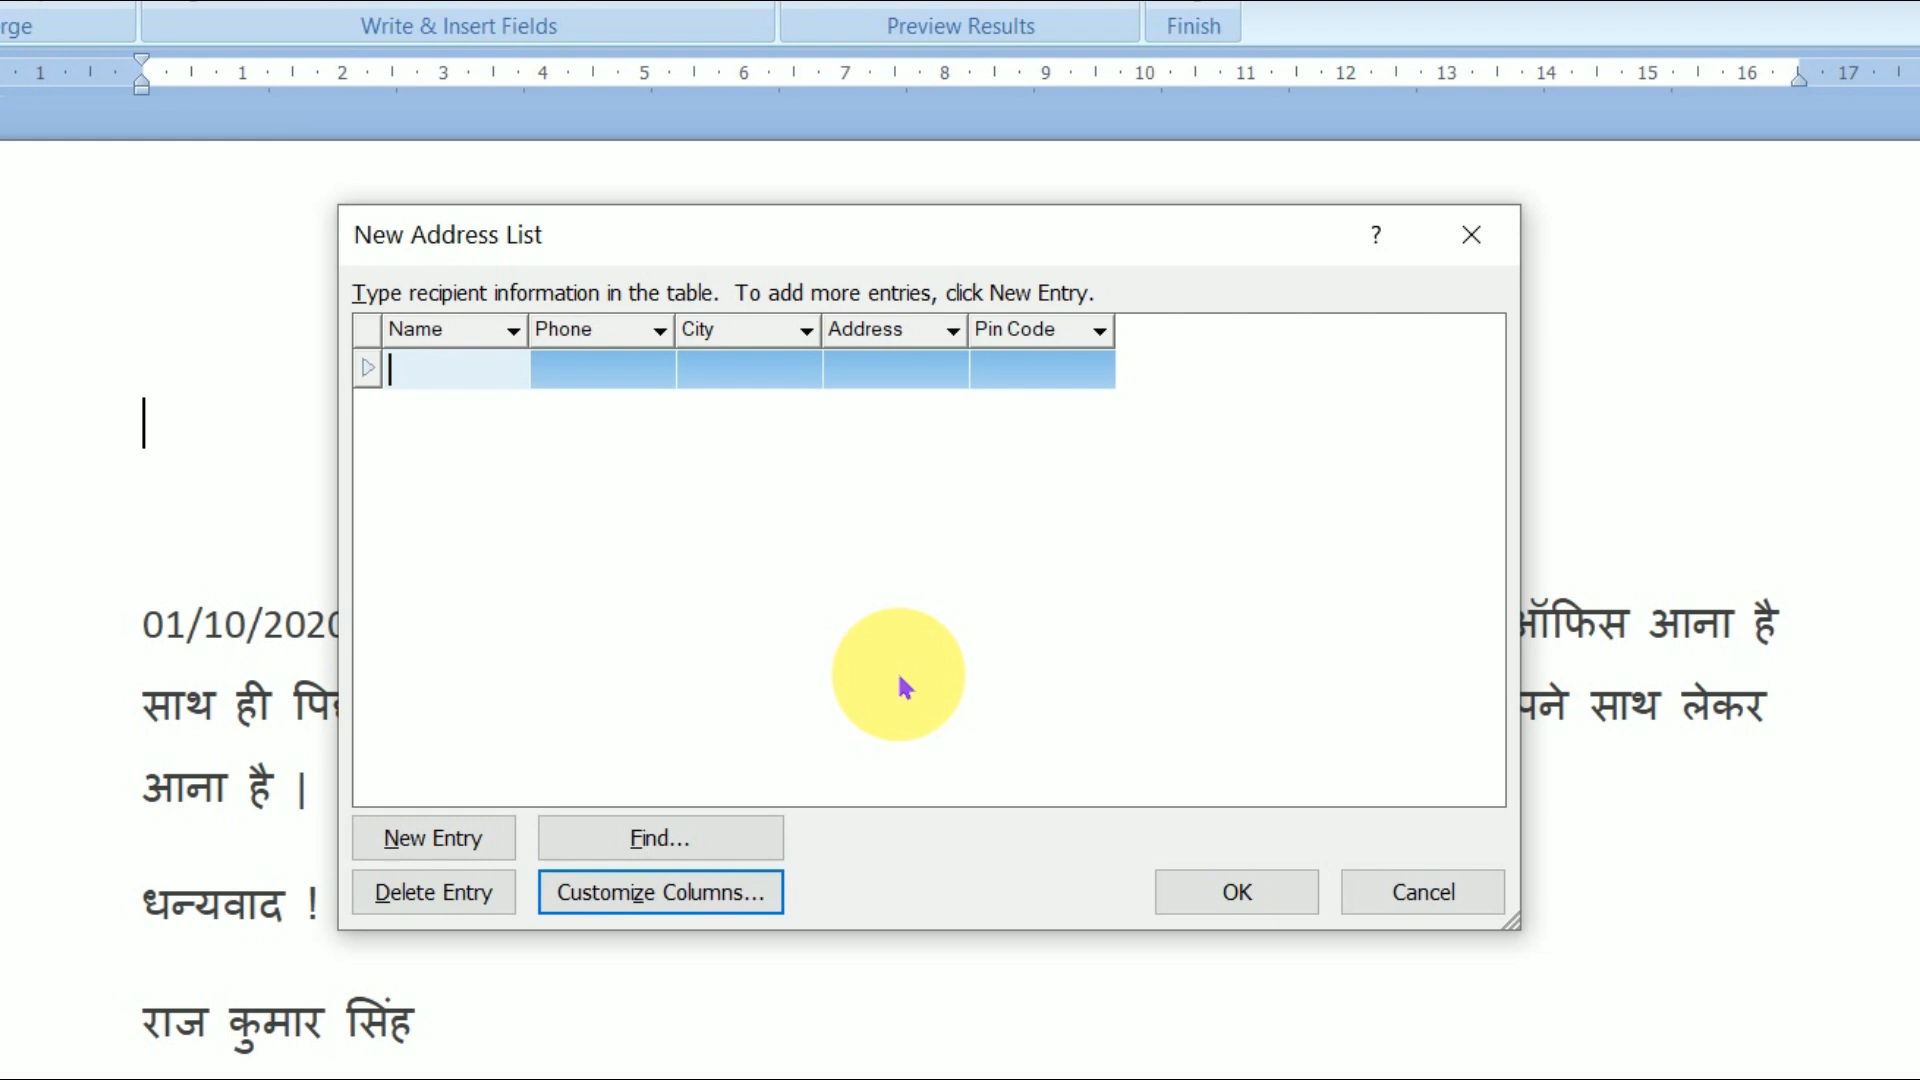 Write & Insert Fields Preview Results Finish
1 1 2 3 4 5 6 7 8 9 10 11 12 13 14 15 16 17
New Address List ?
Type recipient information in the table. To add more entries, click New Entry.
Name Phone City Address Pin Code
01/10/2020 ऑफिस आना है
साथ ही साथ लेकर
आना है |
New Entry Find...
Delete Entry Customize Columns... OK Cancel
धन्यवाद !
राज कुमार सिंह